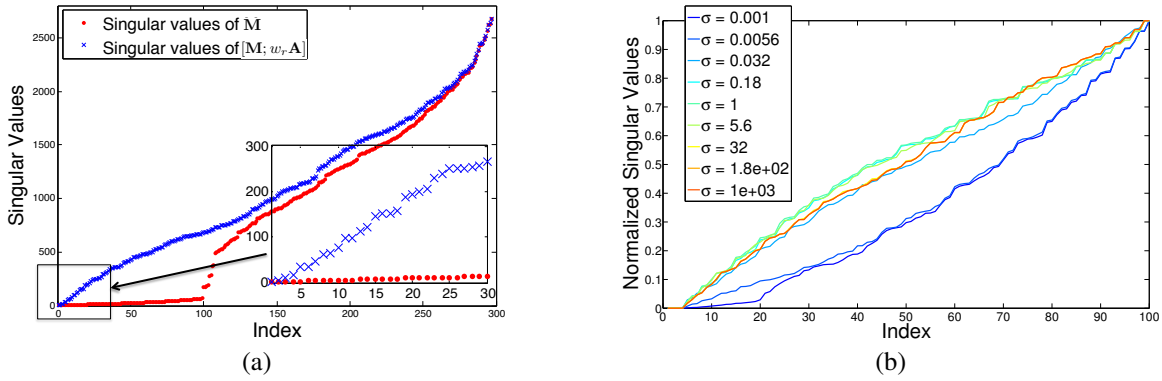 Singular values of M
Singular values of [M; w_r A]
Singular Values
2500
2000
1500
1000
500
0
0 50 100 150 200 250 300
Index
300
200
100
0
5 10 15 20 25 30
(a)
Normalized Singular Values
1
0.9
0.8
0.7
0.6
0.5
0.4
0.3
0.2
0.1
0
0 10 20 30 40 50 60 70 80 90 100
Index
σ = 0.001
σ = 0.0056
σ = 0.032
σ = 0.18
σ = 1
σ = 5.6
σ = 32
σ = 1.8e+02
σ = 1e+03
(b)